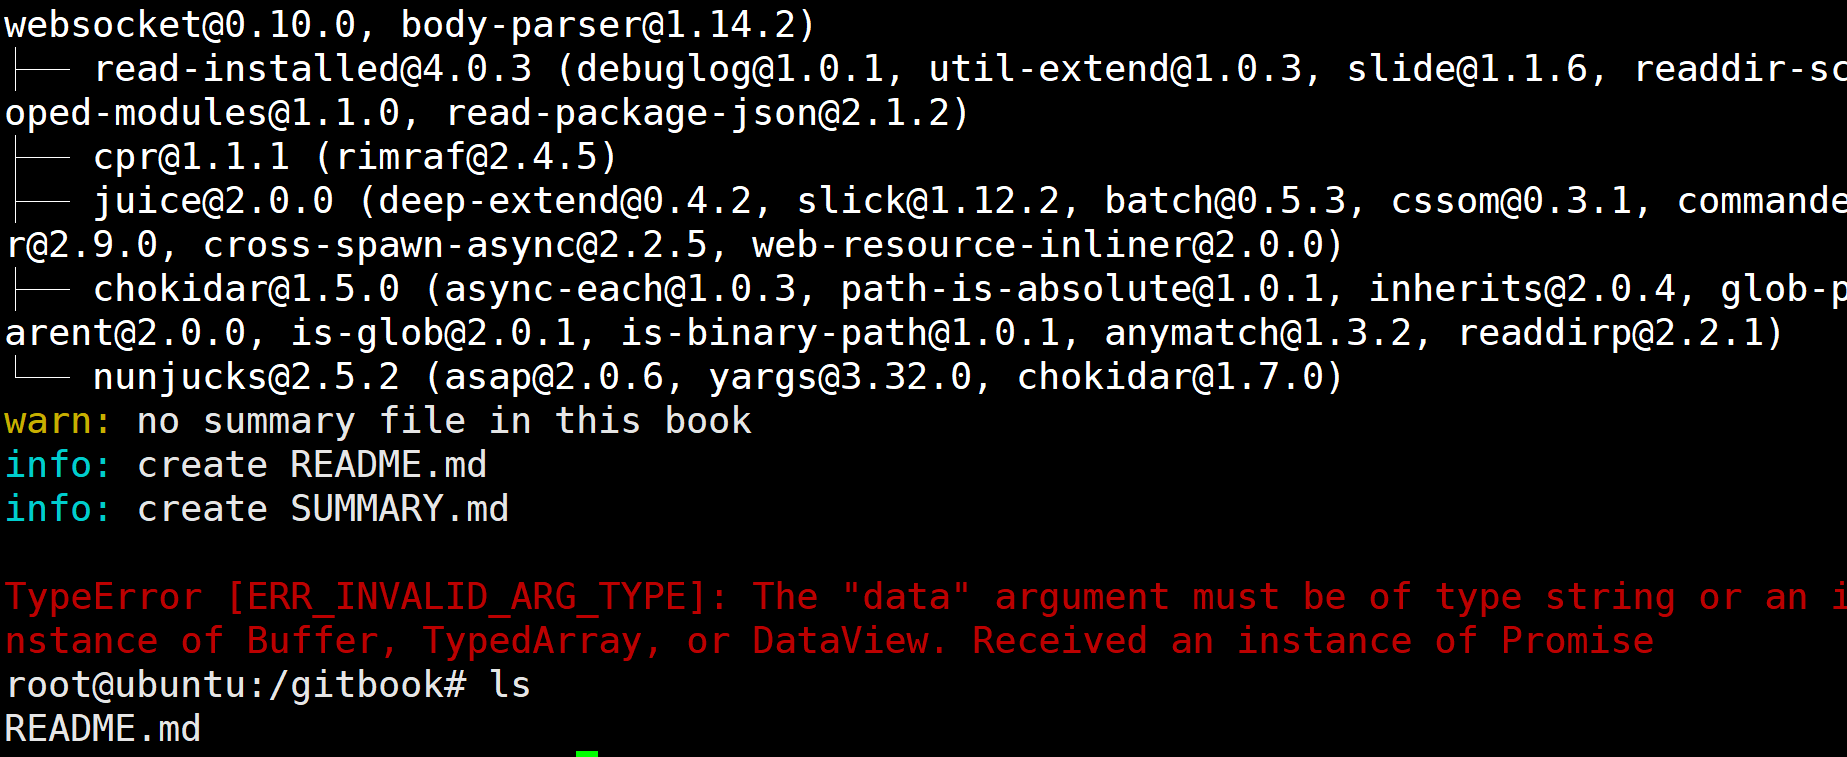 websocket@0.10.0, body-parser@1.14.2)
├── read-installed@4.0.3 (debuglog@1.0.1, util-extend@1.0.3, slide@1.1.6, readdir-sc
oped-modules@1.1.0, read-package-json@2.1.2)
├── cpr@1.1.1 (rimraf@2.4.5)
├── juice@2.0.0 (deep-extend@0.4.2, slick@1.12.2, batch@0.5.3, cssom@0.3.1, commande
r@2.9.0, cross-spawn-async@2.2.5, web-resource-inliner@2.0.0)
├── chokidar@1.5.0 (async-each@1.0.3, path-is-absolute@1.0.1, inherits@2.0.4, glob-p
arent@2.0.0, is-glob@2.0.1, is-binary-path@1.0.1, anymatch@1.3.2, readdirp@2.2.1)
└── nunjucks@2.5.2 (asap@2.0.6, yargs@3.32.0, chokidar@1.7.0)
warn: no summary file in this book
info: create README.md
info: create SUMMARY.md
TypeError [ERR_INVALID_ARG_TYPE]: The "data" argument must be of type string or an i
nstance of Buffer, TypedArray, or DataView. Received an instance of Promise
root@ubuntu:/gitbook# ls
README.md